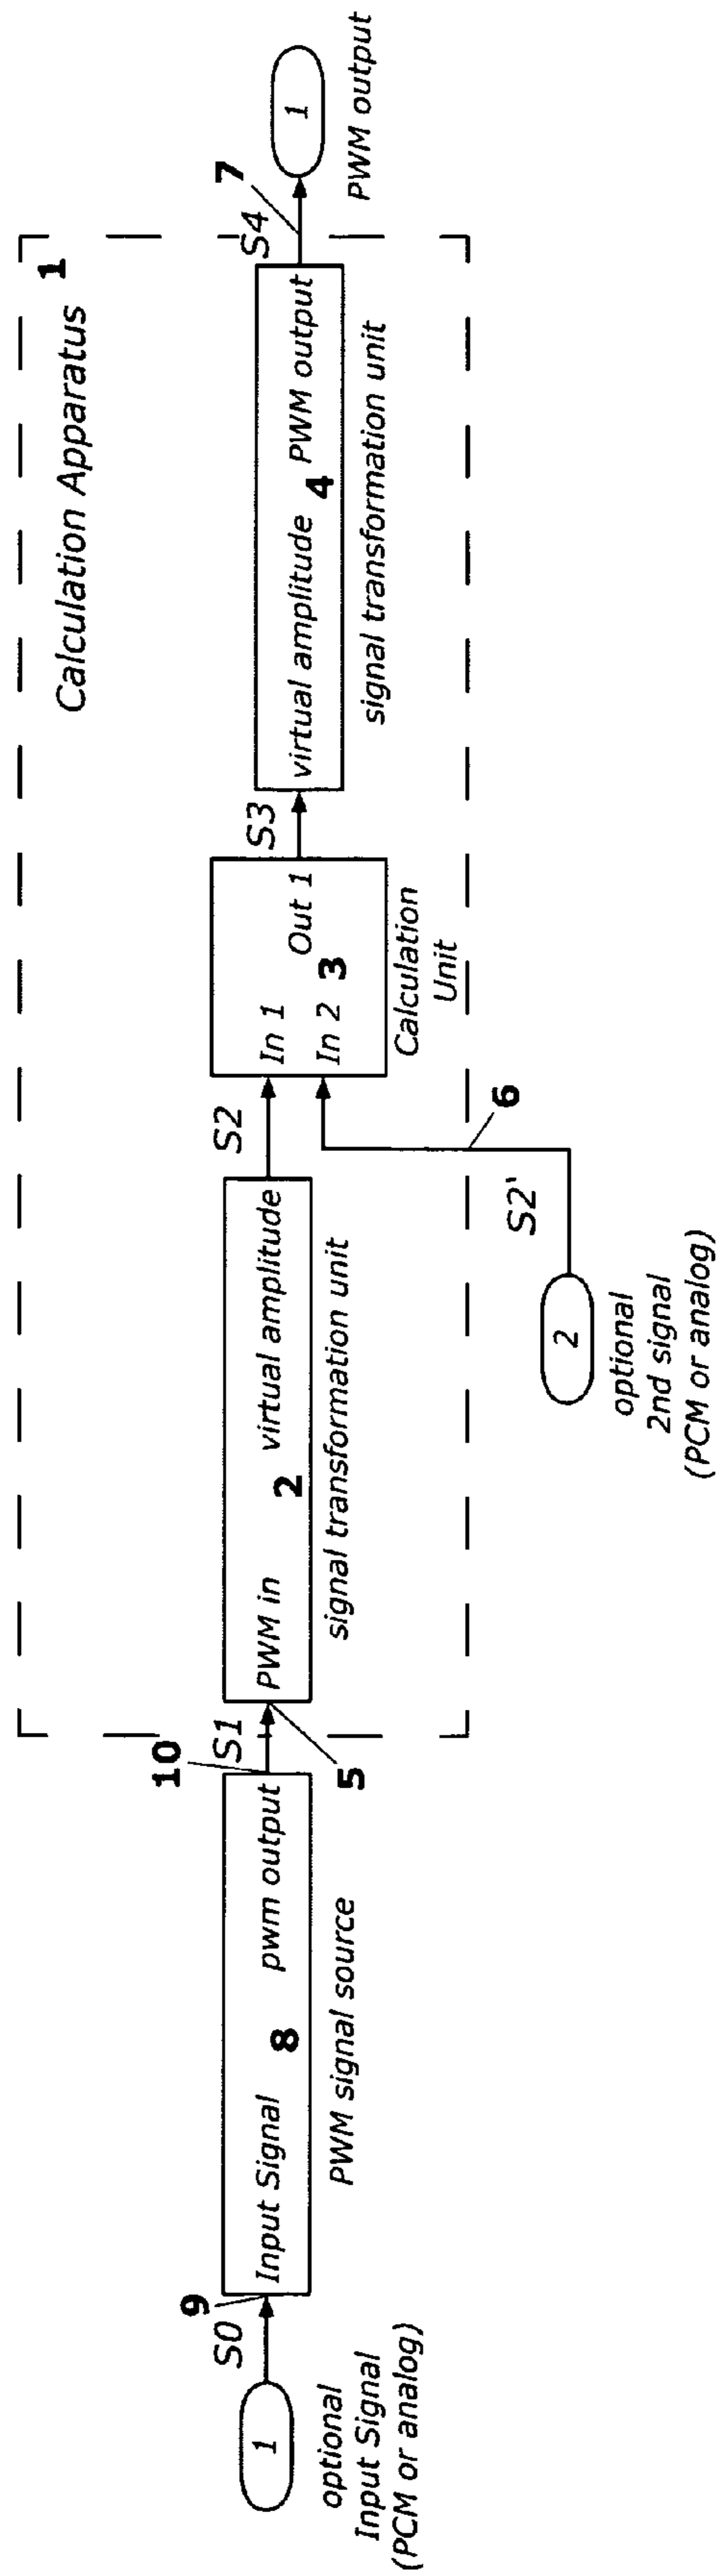 Calculation Apparatus 1
1
S0
9
Input Signal
8
pwm output
10
S1
5
PWM signal source
optional
Input Signal
(PCM or analog)
PWM in
2
virtual amplitude
signal transformation unit
S2
In 1
In 2
3
Out 1
Calculation
Unit
2
S2'
6
optional
2nd signal
(PCM or analog)
S3
virtual amplitude
4
PWM output
signal transformation unit
S4
7
1
PWM output